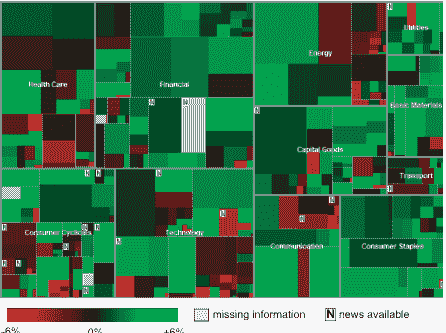 Utilities
Energy
Health Care
Financial
Basic Materials
Capital Goods
Transport
Consumer Cyclicals
Technology
Communication
Consumer Staples
missing information
N news available
-6% 0% +6%